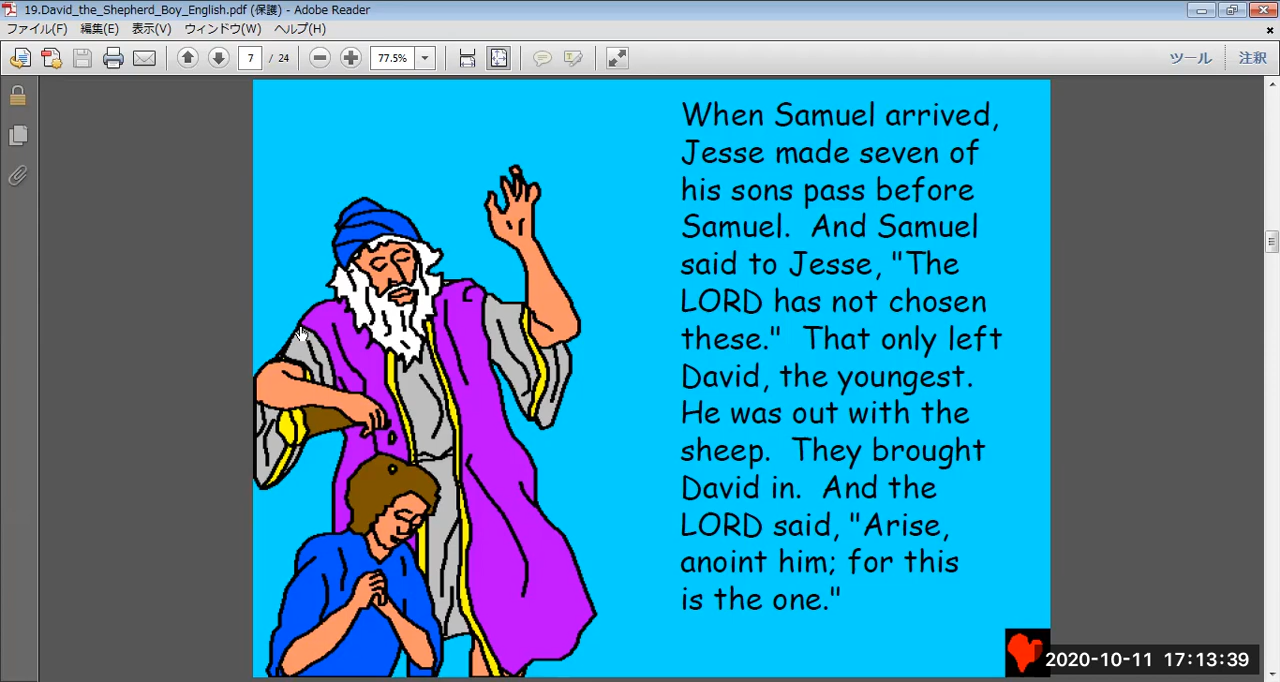 19.David_the_Shepherd_Boy_English.pdf (保護) - Adobe Reader
ファイル(F) 編集(E) 表示(V) ウィンドウ(W) ヘルプ(H)
7 / 24 77.5% ツール 注釈
When Samuel arrived,
Jesse made seven of
his sons pass before
Samuel. And Samuel
said to Jesse, "The
LORD has not chosen
these." That only left
David, the youngest.
He was out with the
sheep. They brought
David in. And the
LORD said, "Arise,
anoint him; for this
is the one."
2020-10-11 17:13:39